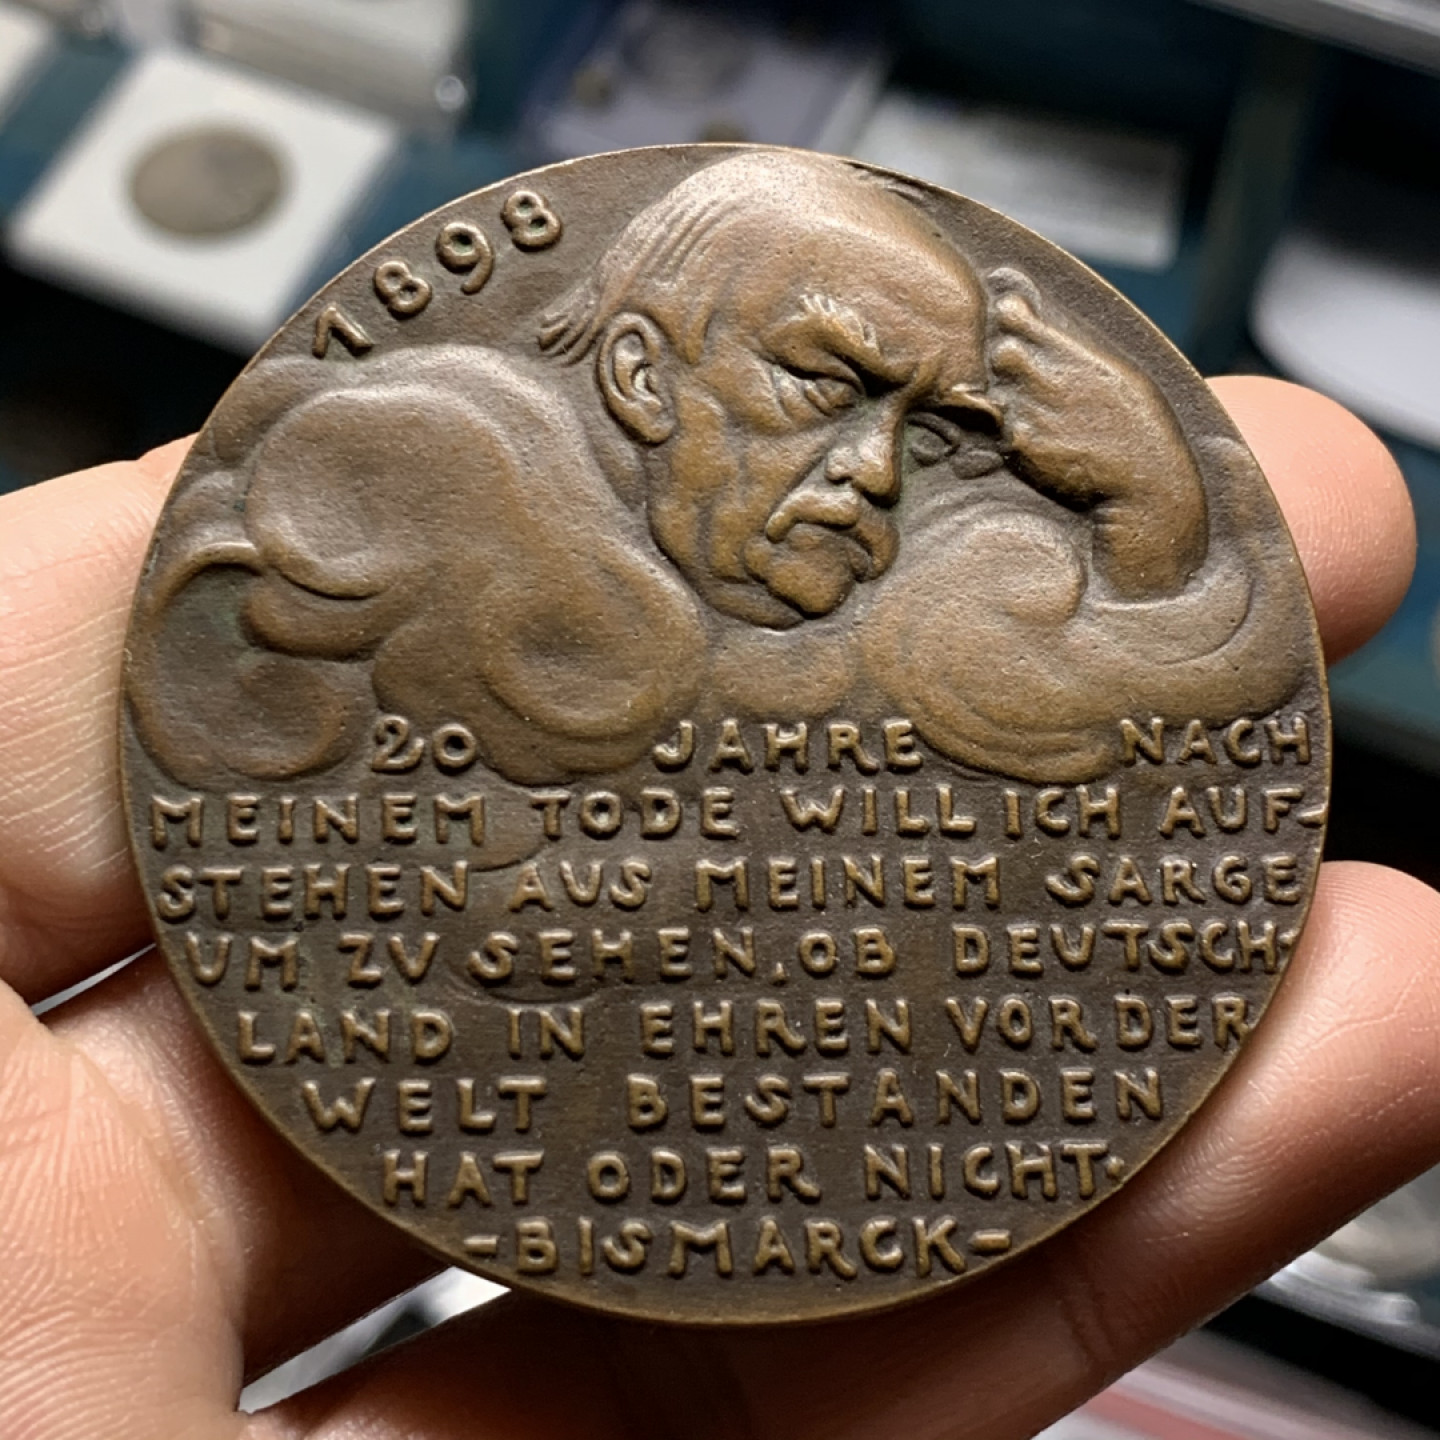 1898
20 JAHRE NACH
MEINEM TODE WILL ICH AUF-
STEHEN AUS MEINEM SARGE
UM ZU SEHEN, OB DEUTSCH-
LAND IN EHREN VOR DER
WELT BESTANDEN
HAT ODER NICHT·
-BISMARCK-